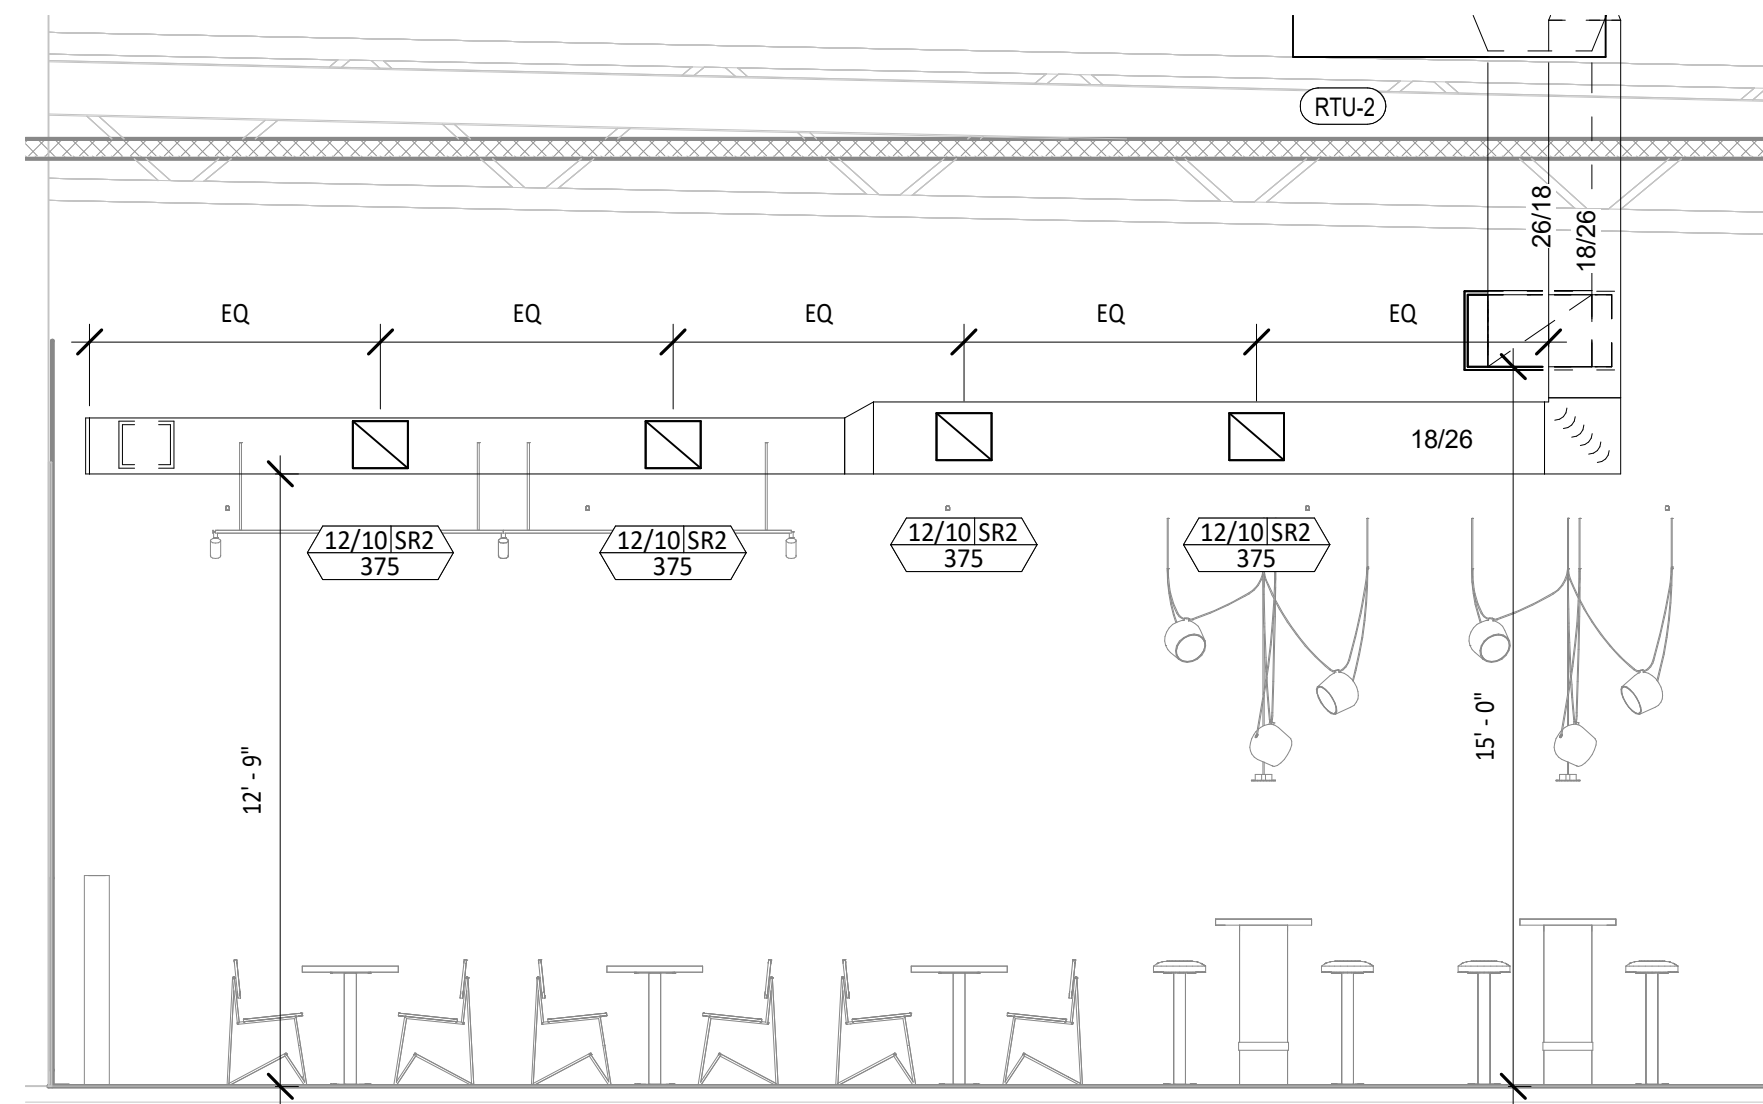 RTU-2
26/18
18/26
EQ
EQ
EQ
EQ
EQ
18/26
12/10 SR2
375
12/10 SR2
375
12/10 SR2
375
12/10 SR2
375
12' - 9"
15' - 0"